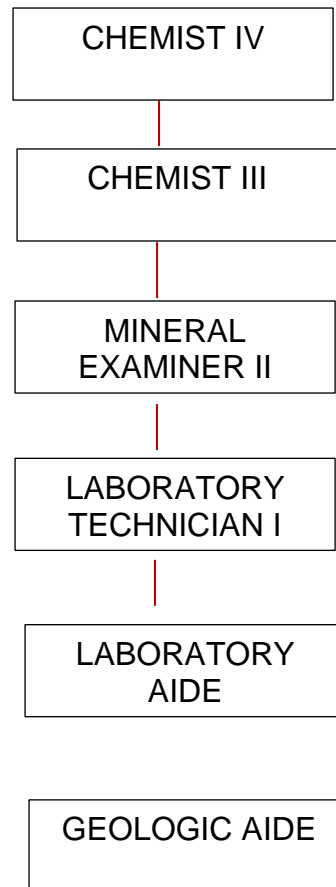 CHEMIST IV
CHEMIST III
MINERAL
EXAMINER II
LABORATORY
TECHNICIAN I
LABORATORY
AIDE
GEOLOGIC AIDE